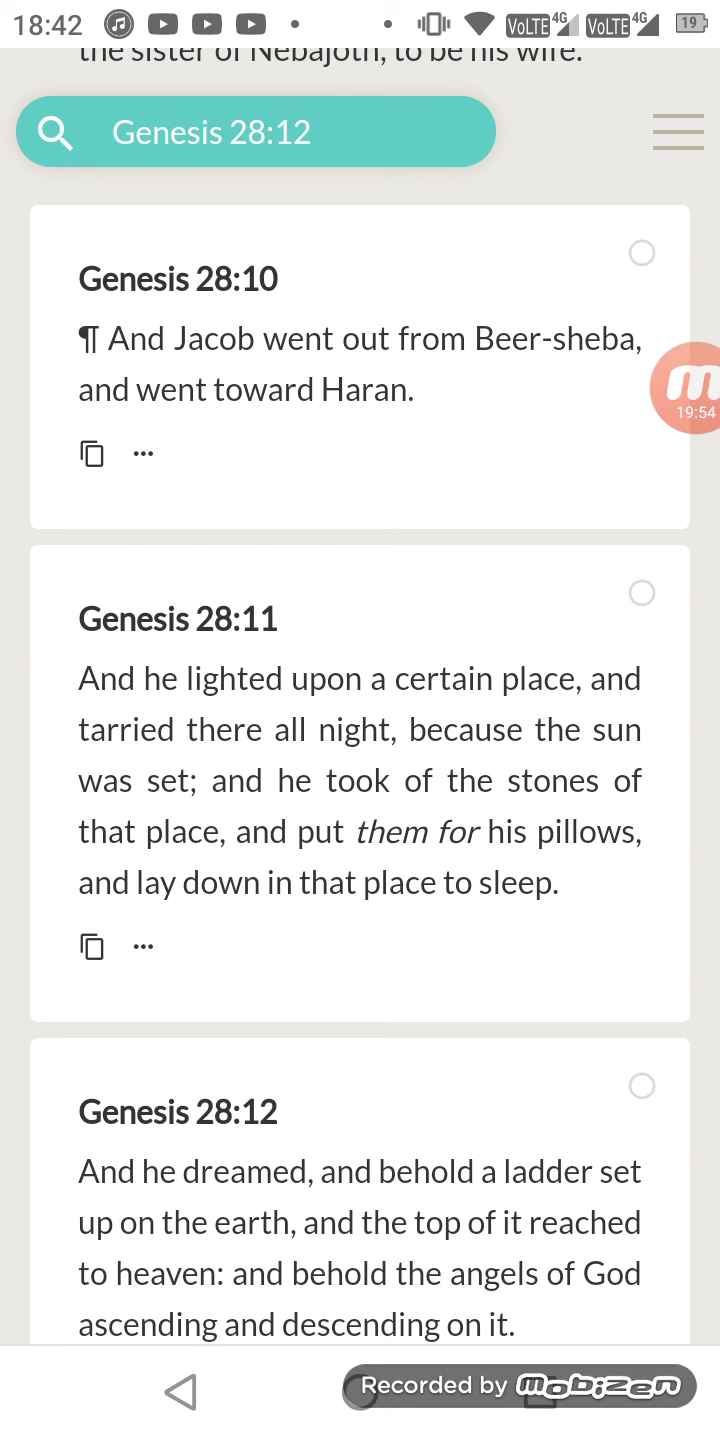 18:42 VoLTE 4G VoLTE 4G 19
the sister of Nebajoth, to be his wife.
Genesis 28:12
Genesis 28:10
¶ And Jacob went out from Beer-sheba,
and went toward Haran.
19:54
Genesis 28:11
And he lighted upon a certain place, and
tarried there all night, because the sun
was set; and he took of the stones of
that place, and put them for his pillows,
and lay down in that place to sleep.
Genesis 28:12
And he dreamed, and behold a ladder set
up on the earth, and the top of it reached
to heaven: and behold the angels of God
ascending and descending on it.
Recorded by mobizen